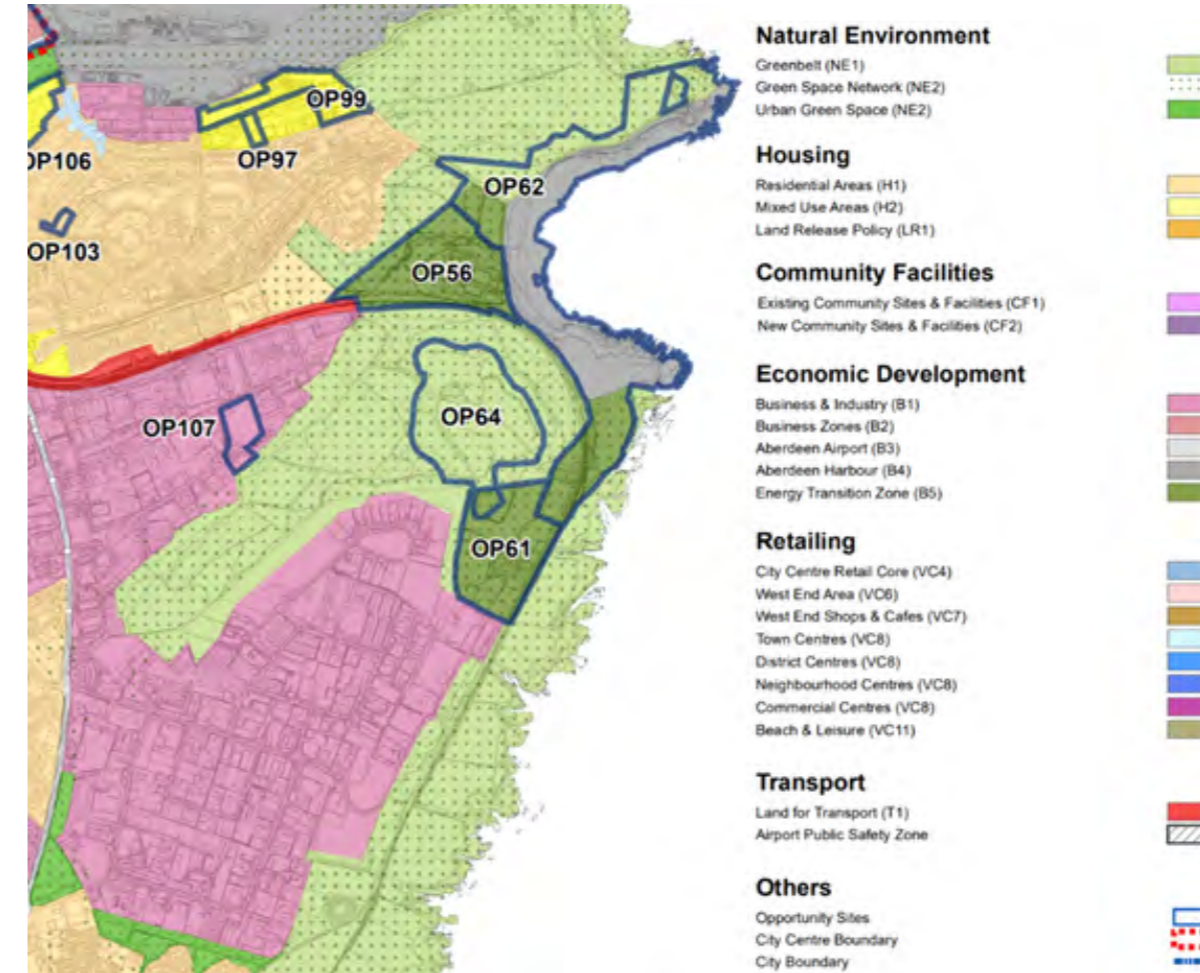 OP99
OP106
OP97
OP62
OP103
OP56
OP107
OP64
OP61
Natural Environment
Greenbelt (NE1)
Green Space Network (NE2)
Urban Green Space (NE2)
Housing
Residential Areas (H1)
Mixed Use Areas (H2)
Land Release Policy (LR1)
Community Facilities
Existing Community Sites & Facilities (CF1)
New Community Sites & Facilities (CF2)
Economic Development
Business & Industry (B1)
Business Zones (B2)
Aberdeen Airport (B3)
Aberdeen Harbour (B4)
Energy Transition Zone (B5)
Retailing
City Centre Retail Core (VC4)
West End Area (VC6)
West End Shops & Cafes (VC7)
Town Centres (VC8)
District Centres (VC8)
Neighbourhood Centres (VC8)
Commercial Centres (VC8)
Beach & Leisure (VC11)
Transport
Land for Transport (T1)
Airport Public Safety Zone
Others
Opportunity Sites
City Centre Boundary
City Boundary